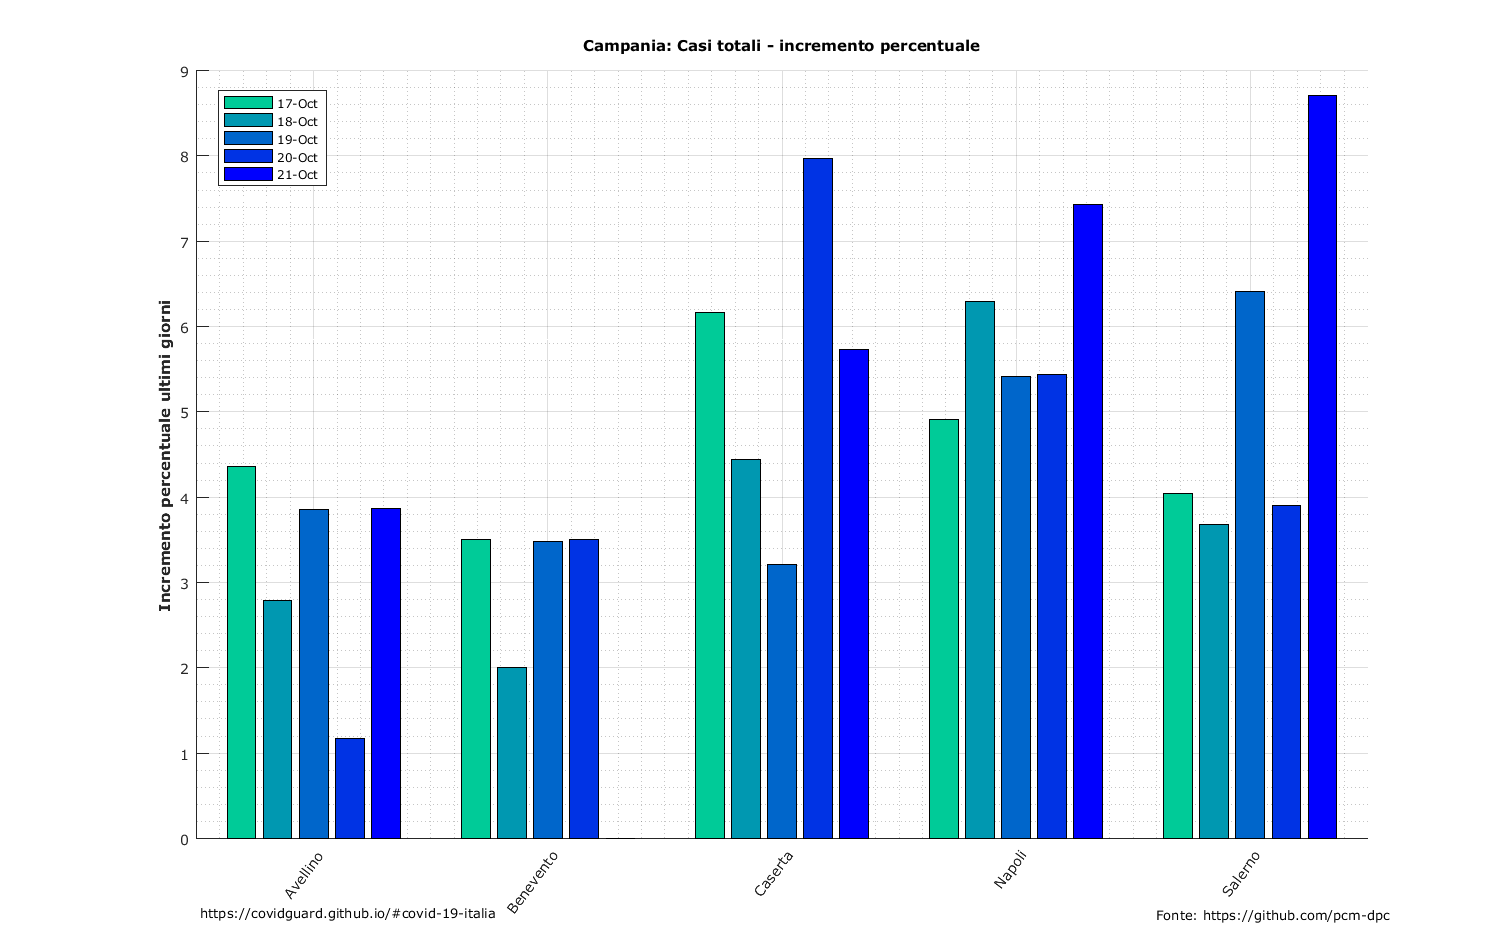 Campania: Casi totali - incremento percentuale
Incremento percentuale ultimi giorni
9
8
7
6
5
4
3
2
1
0
17-Oct
18-Oct
19-Oct
20-Oct
21-Oct
Avellino
Benevento
Caserta
Napoli
Salerno
https://covidguard.github.io/#covid-19-italia
Fonte: https://github.com/pcm-dpc